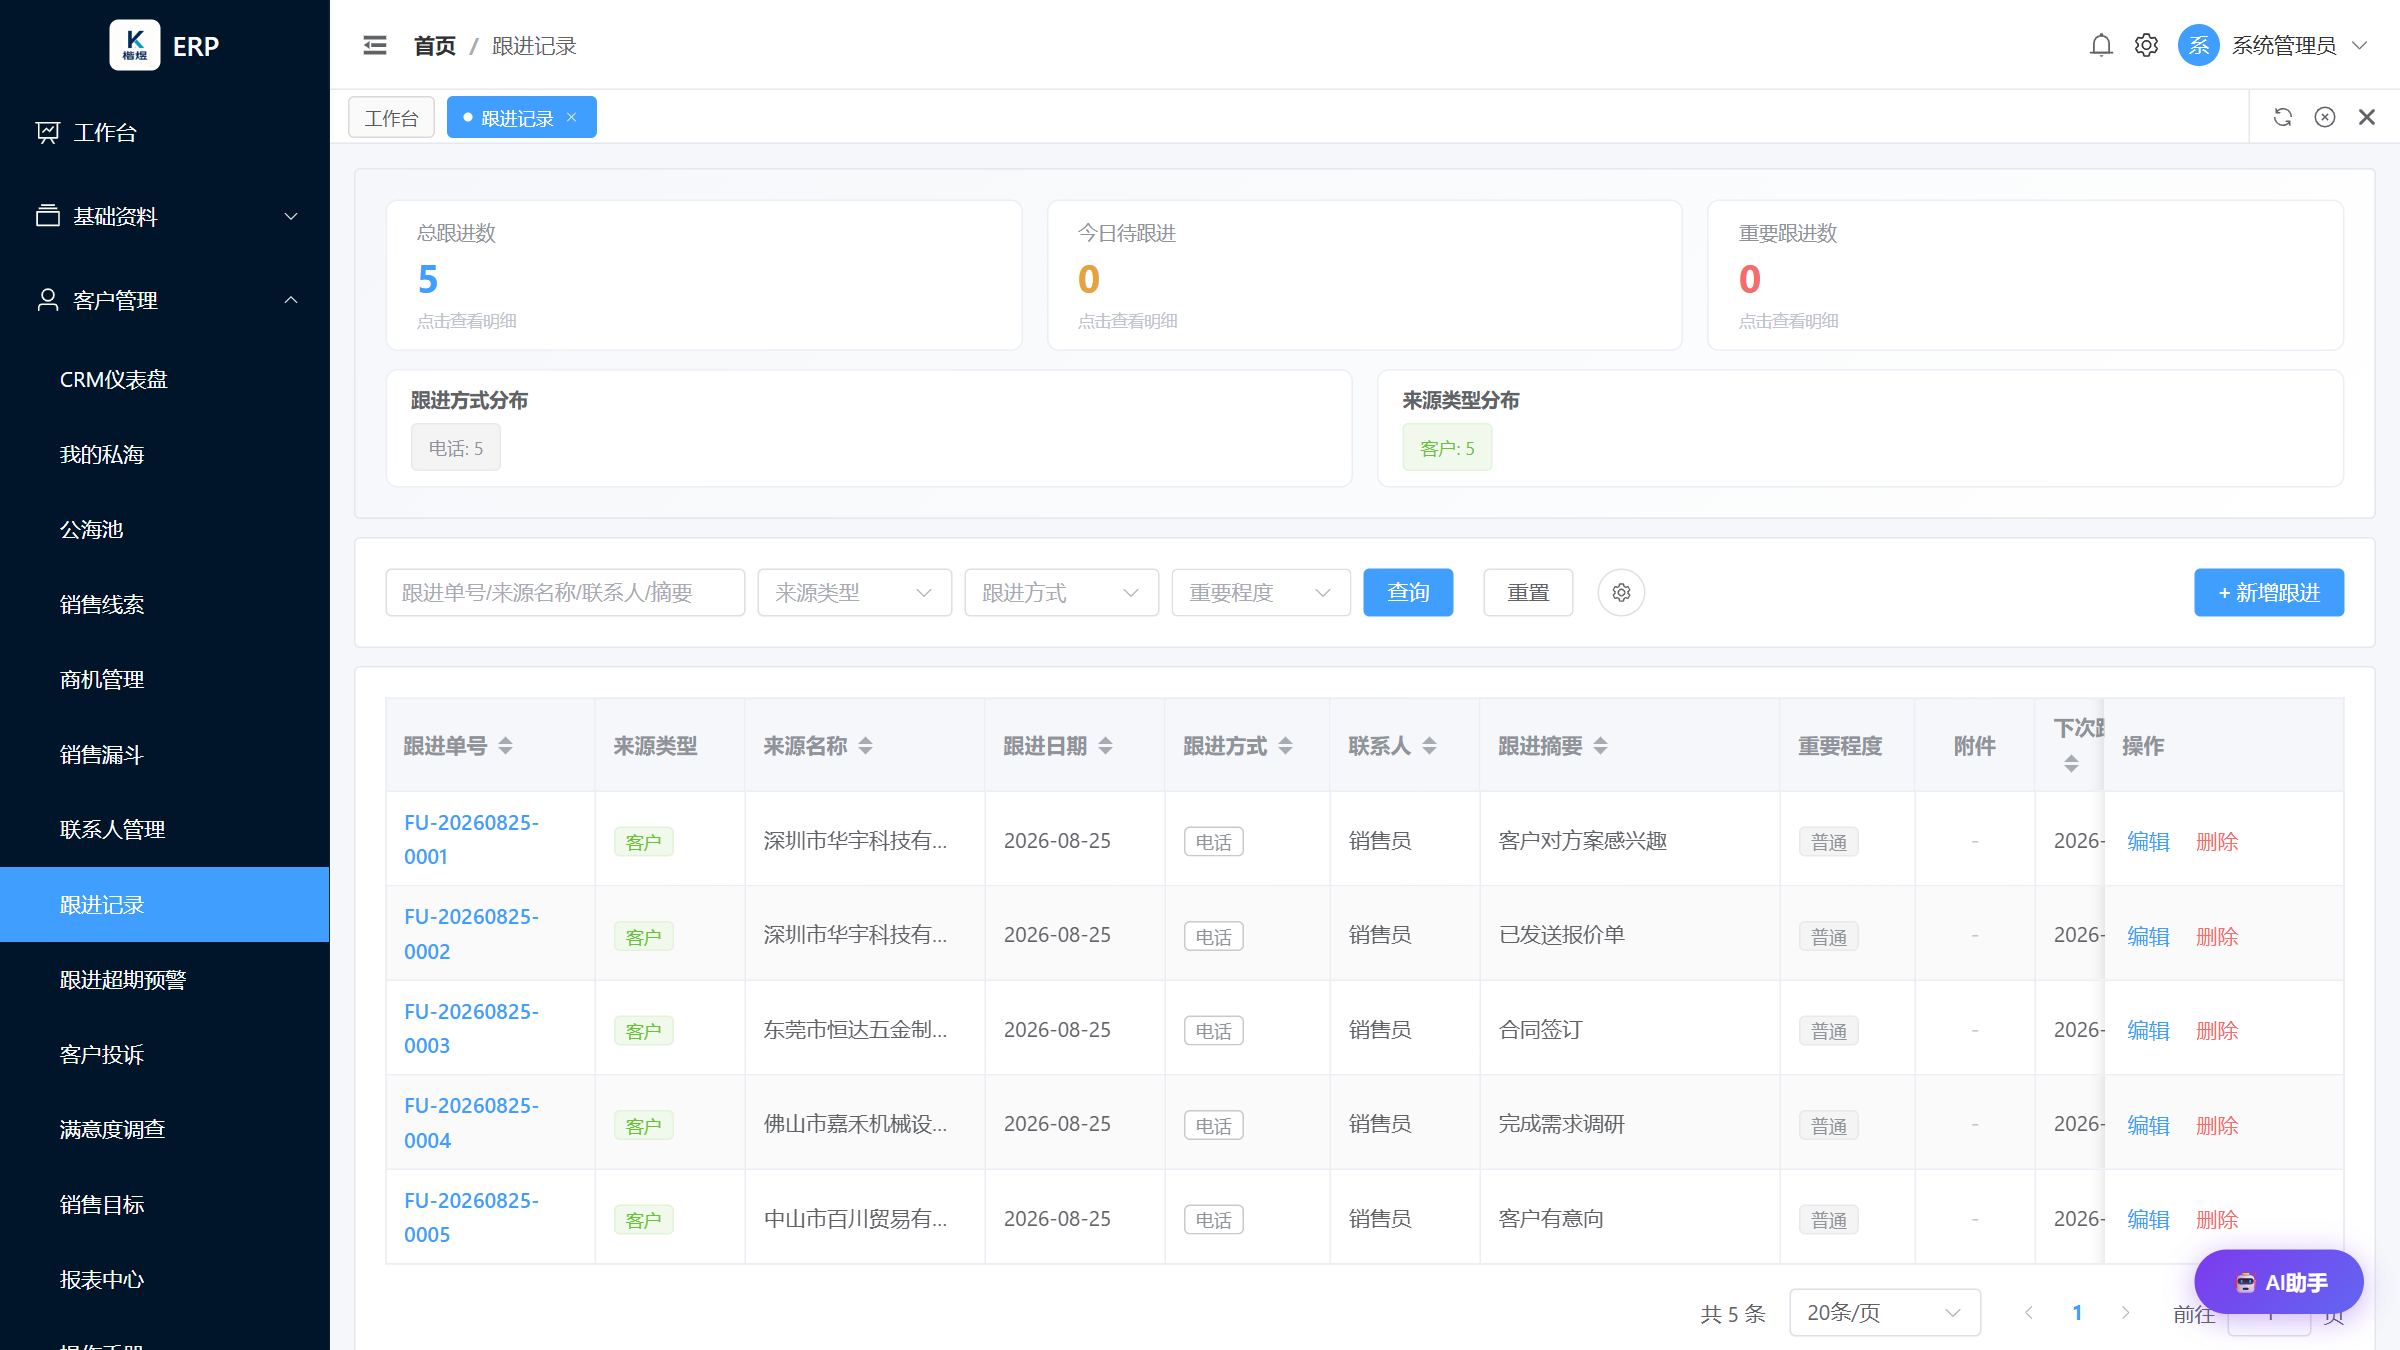 K
楷煜
ERP
工作台
基础资料
客户管理
CRM仪表盘
我的私海
公海池
销售线索
商机管理
销售漏斗
联系人管理
跟进记录
跟进超期预警
客户投诉
满意度调查
销售目标
报表中心
首页 / 跟进记录
系 系统管理员
工作台
跟进记录
总跟进数
5
点击查看明细
今日待跟进
0
点击查看明细
重要跟进数
0
点击查看明细
跟进方式分布
电话: 5
来源类型分布
客户: 5
跟进单号/来源名称/联系人/摘要 来源类型 跟进方式 重要程度 查询 重置 + 新增跟进
跟进单号 来源类型 来源名称 跟进日期 跟进方式 联系人 跟进摘要 重要程度 附件 下次 操作
FU-20260825-0001 客户 深圳市华宇科技有... 2026-08-25 电话 销售员 客户对方案感兴趣 普通 - 2026- 编辑 删除
FU-20260825-0002 客户 深圳市华宇科技有... 2026-08-25 电话 销售员 已发送报价单 普通 - 2026- 编辑 删除
FU-20260825-0003 客户 东莞市恒达五金制... 2026-08-25 电话 销售员 合同签订 普通 - 2026- 编辑 删除
FU-20260825-0004 客户 佛山市嘉禾机械设... 2026-08-25 电话 销售员 完成需求调研 普通 - 2026- 编辑 删除
FU-20260825-0005 客户 中山市百川贸易有... 2026-08-25 电话 销售员 客户有意向 普通 - 2026- 编辑 删除
AI助手
共 5 条 20条/页 1 前往 页